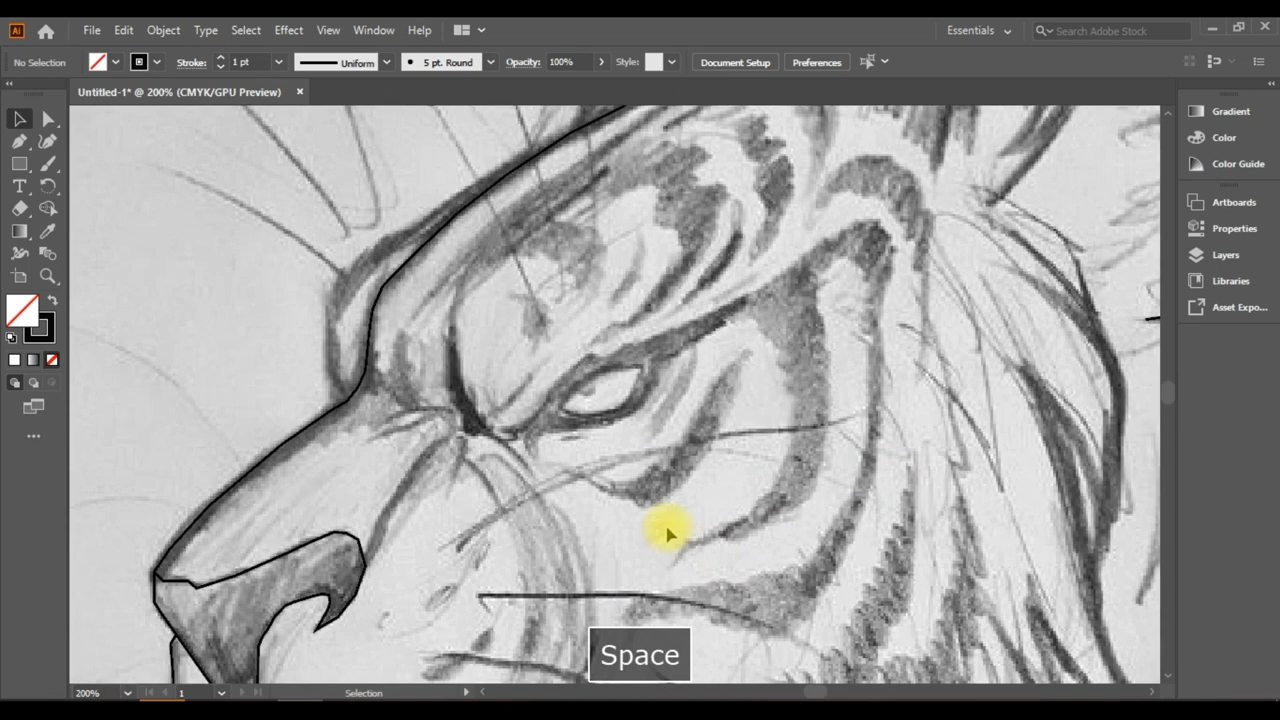 Ai File Edit Object Type Select Effect View Window Help Essentials Search Adobe Stock
No Selection Stroke: 1 pt Uniform 5 pt. Round Opacity: 100% Style: Document Setup Preferences
Untitled-1* @ 200% (CMYK/GPU Preview)
Gradient
Color
Color Guide
Artboards
Properties
Layers
Libraries
Asset Expo...
Space
200% 1 Selection